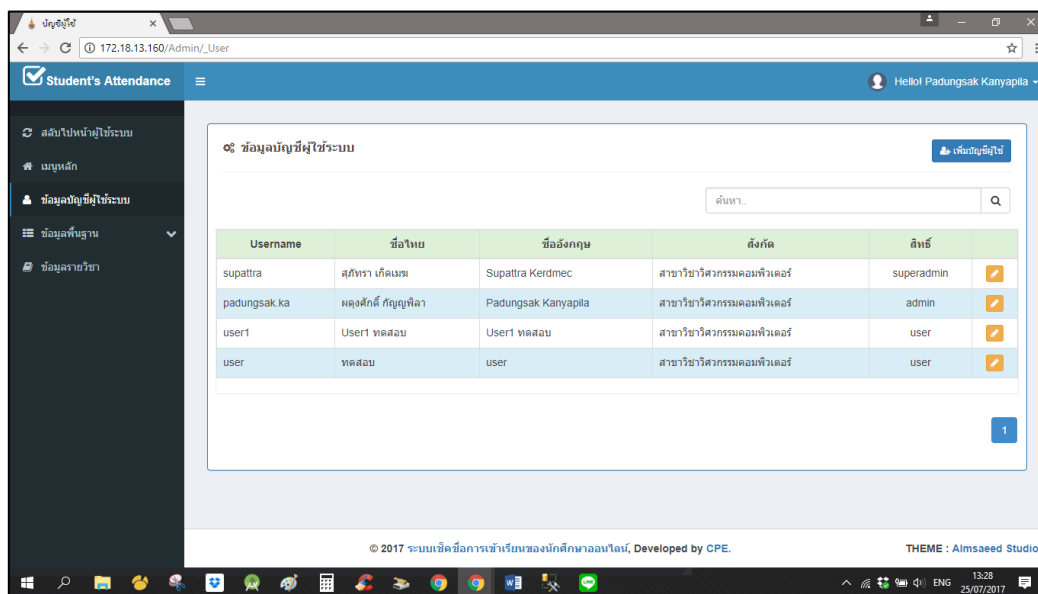 บัญชีผู้ใช้
172.18.13.160/Admin/_User
Student's Attendance
Hello! Padungsak Kanyapila
สลับไปหน้าผู้ใช้ระบบ
เมนูหลัก
ข้อมูลบัญชีผู้ใช้ระบบ
ข้อมูลพื้นฐาน
ข้อมูลรายวิชา
ข้อมูลบัญชีผู้ใช้ระบบ
เพิ่มบัญชีผู้ใช้
ค้นหา..
Username ชื่อไทย ชื่ออังกฤษ สังกัด สิทธิ์
supattra สุภัทรา เกิดเมฆ Supattra Kerdmec สาขาวิชาวิศวกรรมคอมพิวเตอร์ superadmin
padungsak.ka ผดุงศักดิ์ กัญญพิลา Padungsak Kanyapila สาขาวิชาวิศวกรรมคอมพิวเตอร์ admin
user1 User1 ทดสอบ User1 ทดสอบ สาขาวิชาวิศวกรรมคอมพิวเตอร์ user
user ทดสอบ user สาขาวิชาวิศวกรรมคอมพิวเตอร์ user
1
© 2017 ระบบเช็คชื่อการเข้าเรียนของนักศึกษาออนไลน์, Developed by CPE. THEME : Almsaeed Studio
ENG
13:28
25/07/2017